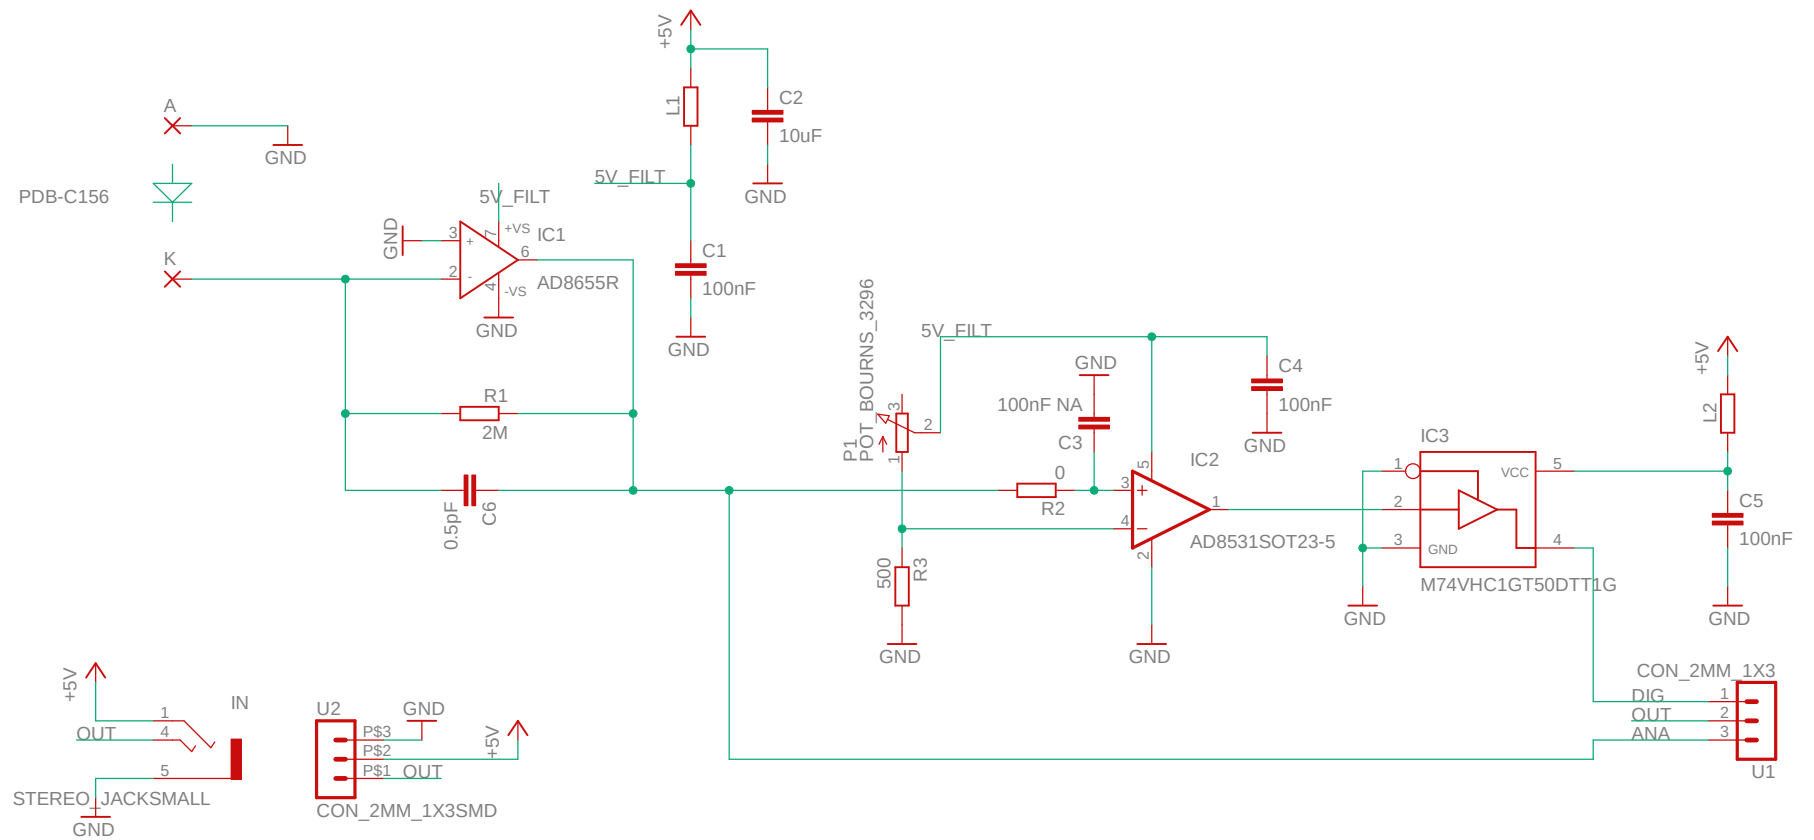 +5V
A
GND
PDB-C156
K
L1
C2
10uF
GND
5V_FILT
5V_FILT
GND
3
2
+
-
7
+VS
IC1
6
4
-VS
AD8655R
GND
C1
100nF
GND
R1
2M
0.5pF
C6
P1
POT_BOURNS_3296
3
2
1
5V_FILT
GND
100nF NA
C3
C4
100nF
GND
0
R2
500
R3
GND
3
4
5
2
1
IC2
AD8531SOT23-5
GND
IC3
1
2
3
VCC
GND
5
4
M74VHC1GT50DTT1G
GND
+5V
L2
C5
100nF
GND
+5V
IN
1
4
5
OUT
STEREO_JACKSMALL
GND
U2
P$3
P$2
P$1
GND
+5V
OUT
CON_2MM_1X3SMD
CON_2MM_1X3
DIG
1
OUT
2
ANA
3
U1